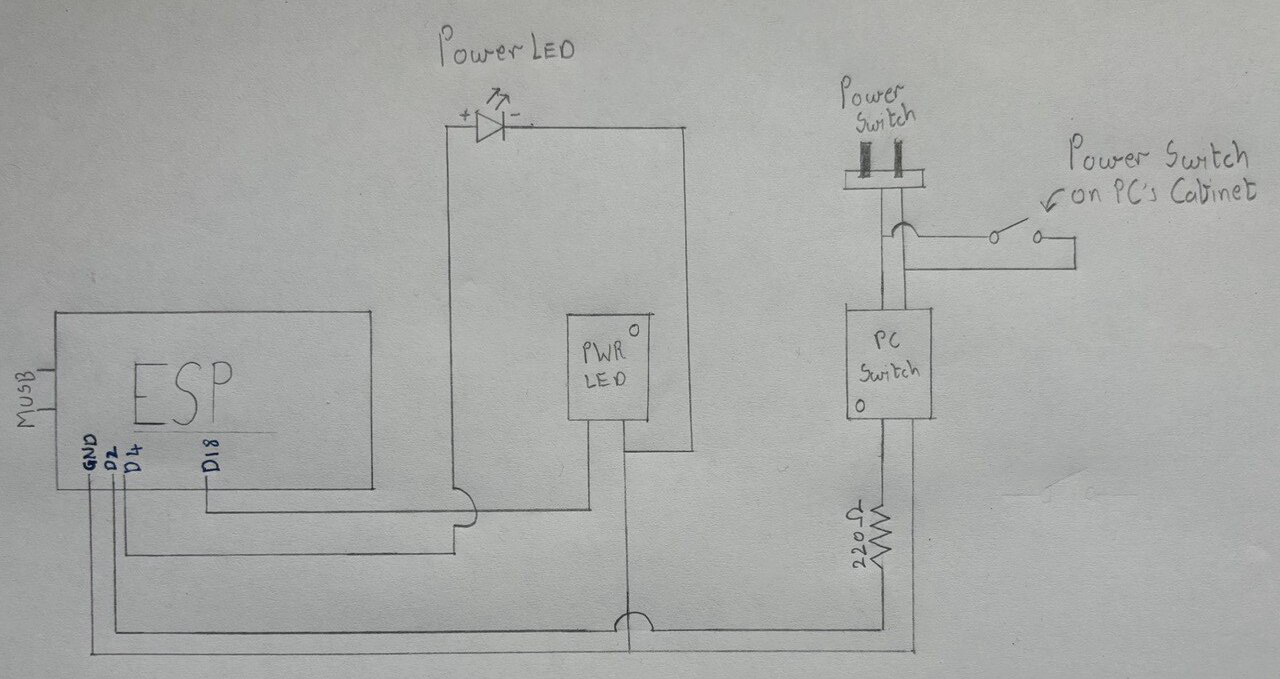 Power LED
+ -
Power
Switch
Power Switch
on PC's Cabinet
PWR
LED
PC
Switch
MUSB
ESP
GND
D2
D4
D18
220Ω